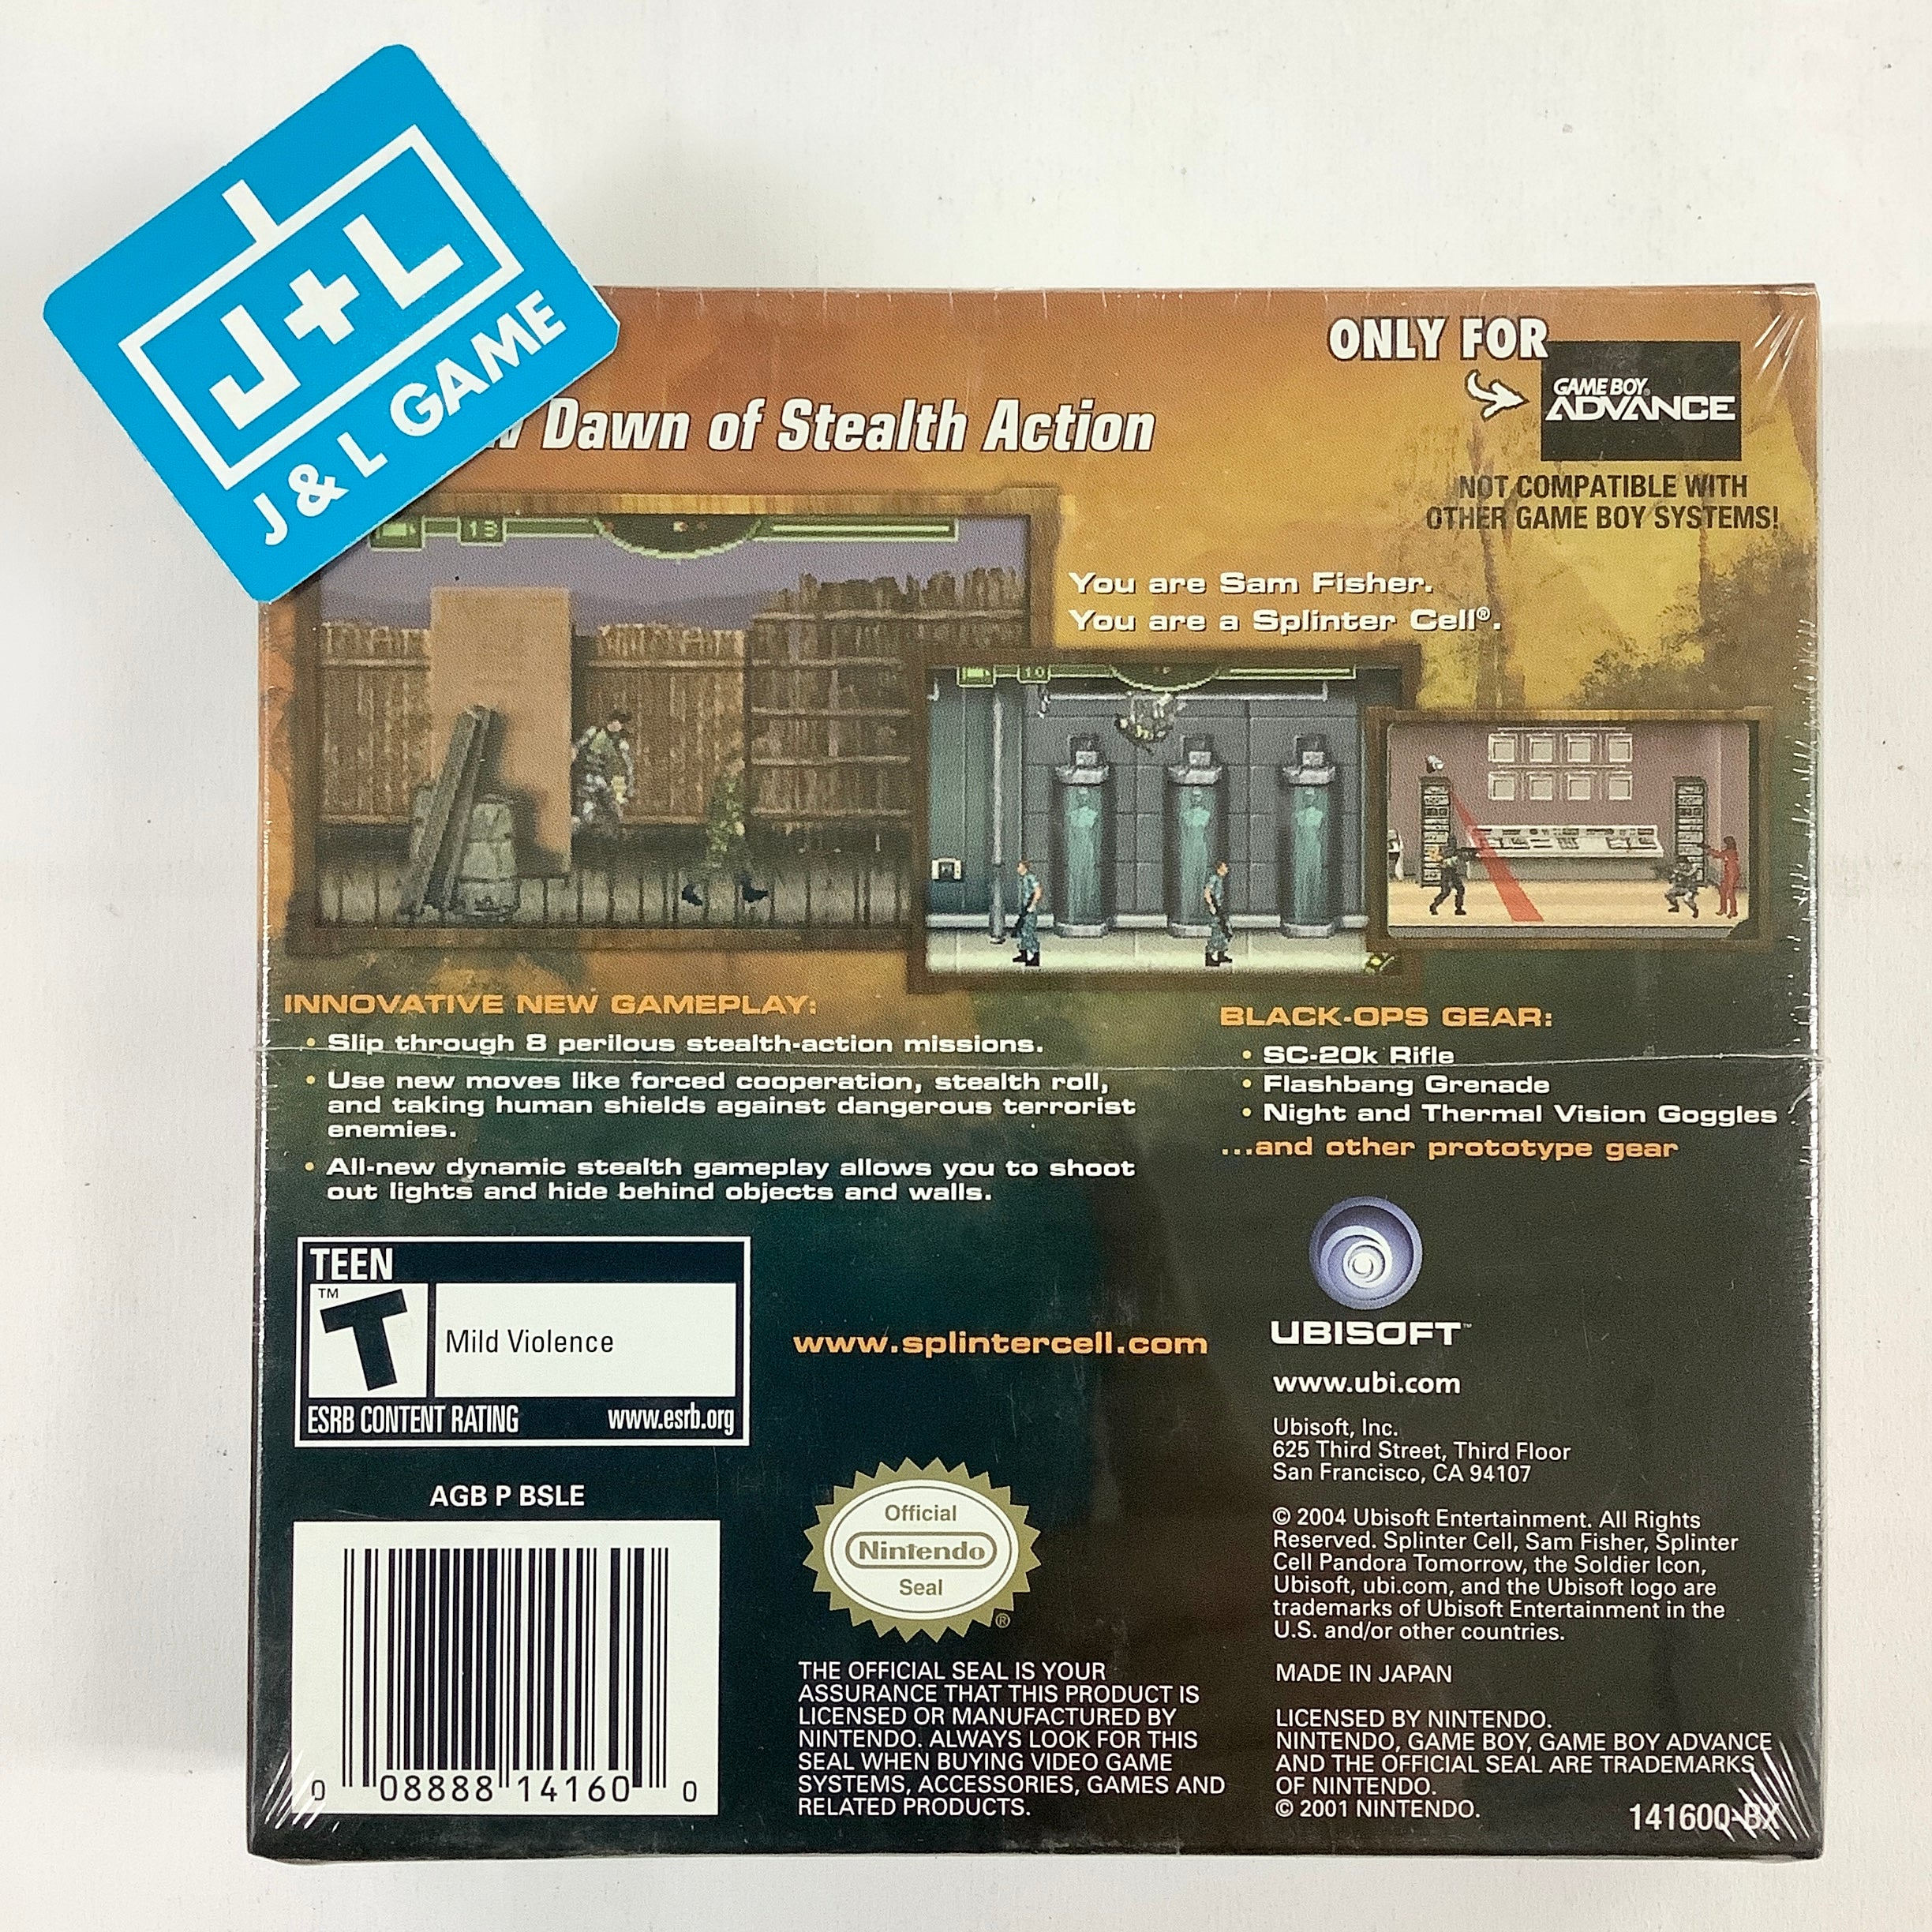 J+L
J & L GAME
ONLY FOR
GAME BOY
ADVANCE
Dawn of Stealth Action
NOT COMPATIBLE WITH
OTHER GAME BOY SYSTEMS!
13
You are Sam Fisher.
You are a Splinter Cell®.
10
INNOVATIVE NEW GAMEPLAY:
• Slip through 8 perilous stealth-action missions.
• Use new moves like forced cooperation, stealth roll,
and taking human shields against dangerous terrorist
enemies.
• All-new dynamic stealth gameplay allows you to shoot
out lights and hide behind objects and walls.
BLACK-OPS GEAR:
• SC-20k Rifle
• Flashbang Grenade
• Night and Thermal Vision Goggles
...and other prototype gear
TEEN
TM
T
Mild Violence
ESRB CONTENT RATING www.esrb.org
www.splintercell.com
UBISOFT™
www.ubi.com
Ubisoft, Inc.
625 Third Street, Third Floor
San Francisco, CA 94107
AGB P BSLE
0 08888 14160 0
Official
Nintendo
Seal
®
THE OFFICIAL SEAL IS YOUR
ASSURANCE THAT THIS PRODUCT IS
LICENSED OR MANUFACTURED BY
NINTENDO. ALWAYS LOOK FOR THIS
SEAL WHEN BUYING VIDEO GAME
SYSTEMS, ACCESSORIES, GAMES AND
RELATED PRODUCTS.
© 2004 Ubisoft Entertainment. All Rights
Reserved. Splinter Cell, Sam Fisher, Splinter
Cell Pandora Tomorrow, the Soldier Icon,
Ubisoft, ubi.com, and the Ubisoft logo are
trademarks of Ubisoft Entertainment in the
U.S. and/or other countries.
MADE IN JAPAN
LICENSED BY NINTENDO.
NINTENDO, GAME BOY, GAME BOY ADVANCE
AND THE OFFICIAL SEAL ARE TRADEMARKS
OF NINTENDO.
© 2001 NINTENDO.
141600-BX